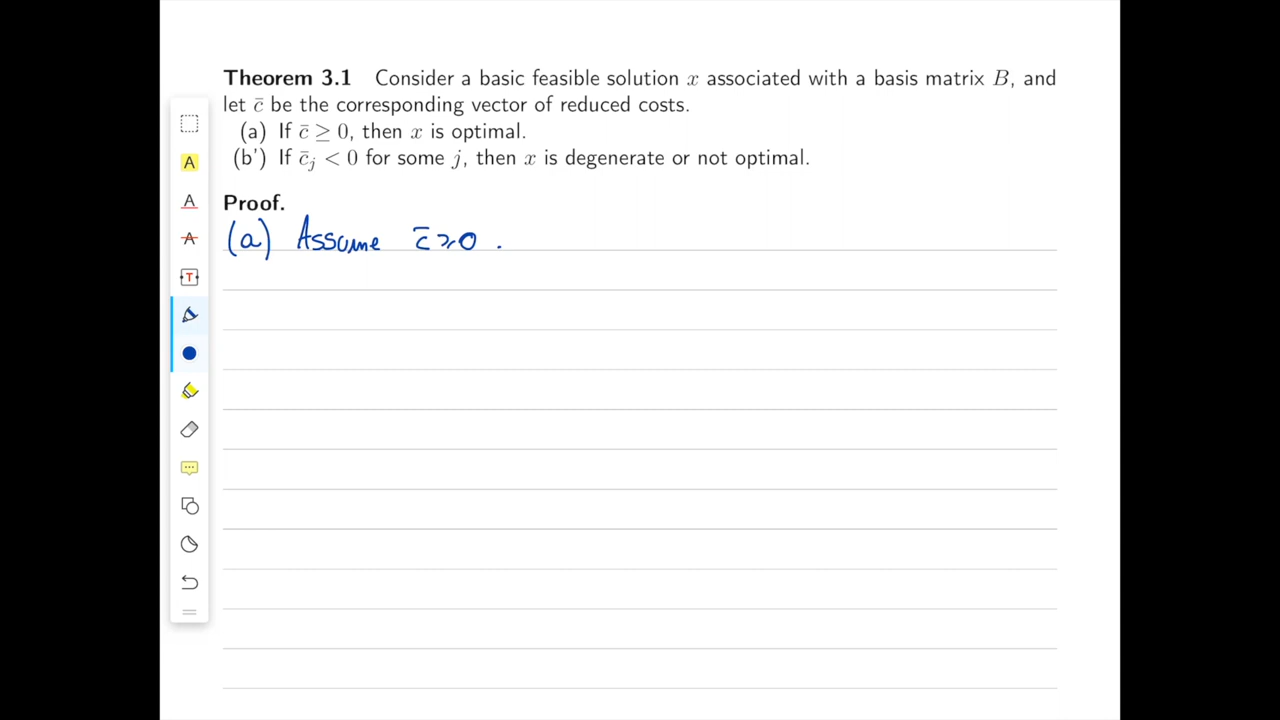 Theorem 3.1 Consider a basic feasible solution x associated with a basis matrix B, and
let c̄ be the corresponding vector of reduced costs.
(a) If c̄ ≥ 0, then x is optimal.
(b') If c̄ⱼ < 0 for some j, then x is degenerate or not optimal.
Proof.
(a) Assume c̄ ≥ 0 .
A
A
A
T